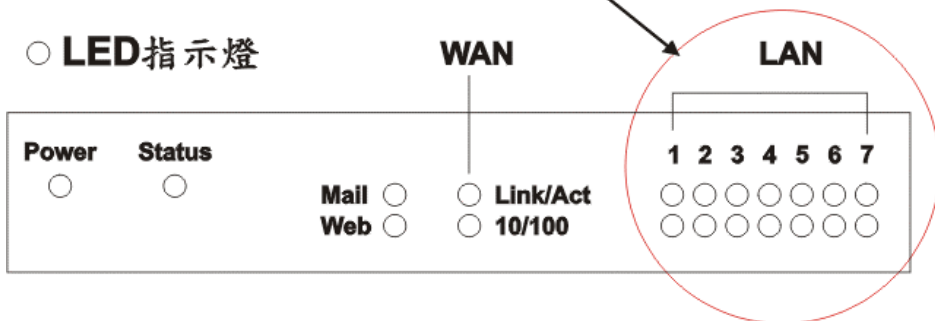 LED指示燈
WAN
LAN
Power Status
1 2 3 4 5 6 7
Mail Link/Act
Web 10/100